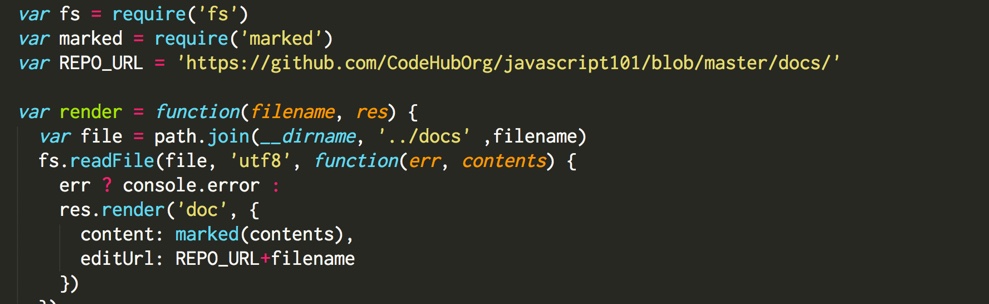 var fs = require('fs')
var marked = require('marked')
var REPO_URL = 'https://github.com/CodeHubOrg/javascript101/blob/master/docs/'
var render = function(filename, res) {
var file = path.join(__dirname, '../docs' ,filename)
fs.readFile(file, 'utf8', function(err, contents) {
err ? console.error :
res.render('doc', {
content: marked(contents),
editUrl: REPO_URL+filename
})
})